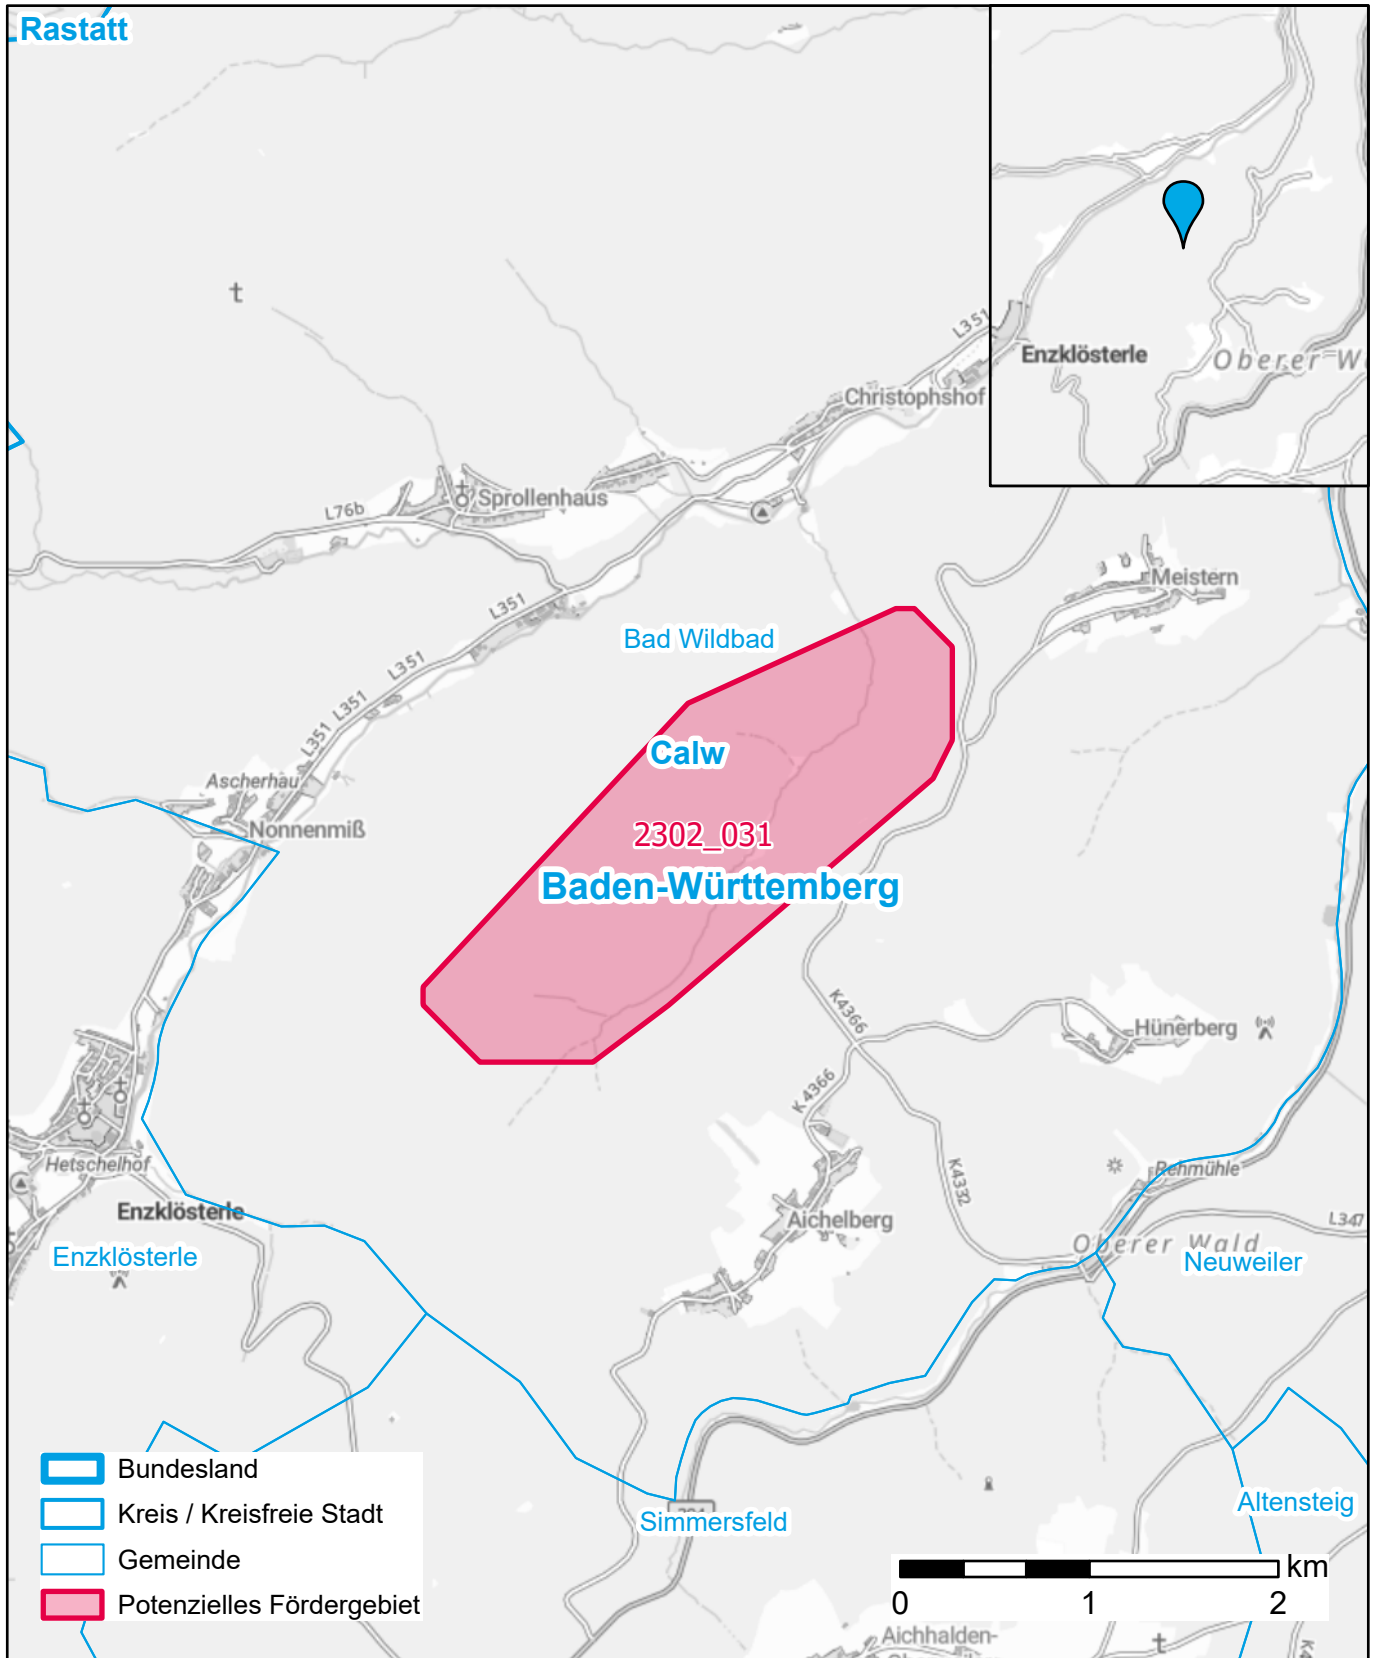 Rastatt
L351
Christophshof
Enzklösterle
Oberer W
Sprollenhaus
L76b
Meistern
L351
Bad Wildbad
L351
L351
L351
Calw
Ascherhäu
Nonnenmiß
2302_031
Baden-Württemberg
K4366
Hünerberg
K 4366
Hetschelhof
K4332
Rehmühle
Enzklösterle
Aichelberg
L347
Oberer Wald
Enzklösterle
Neuweiler
Bundesland
Kreis / Kreisfreie Stadt
Altensteig
Simmersfeld
Gemeinde
km
Potenzielles Fördergebiet
0 1 2
Aichhalden-